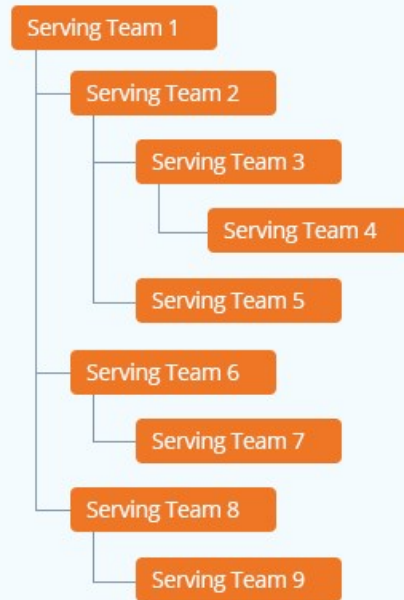 Serving Team 1
Serving Team 2
Serving Team 3
Serving Team 4
Serving Team 5
Serving Team 6
Serving Team 7
Serving Team 8
Serving Team 9